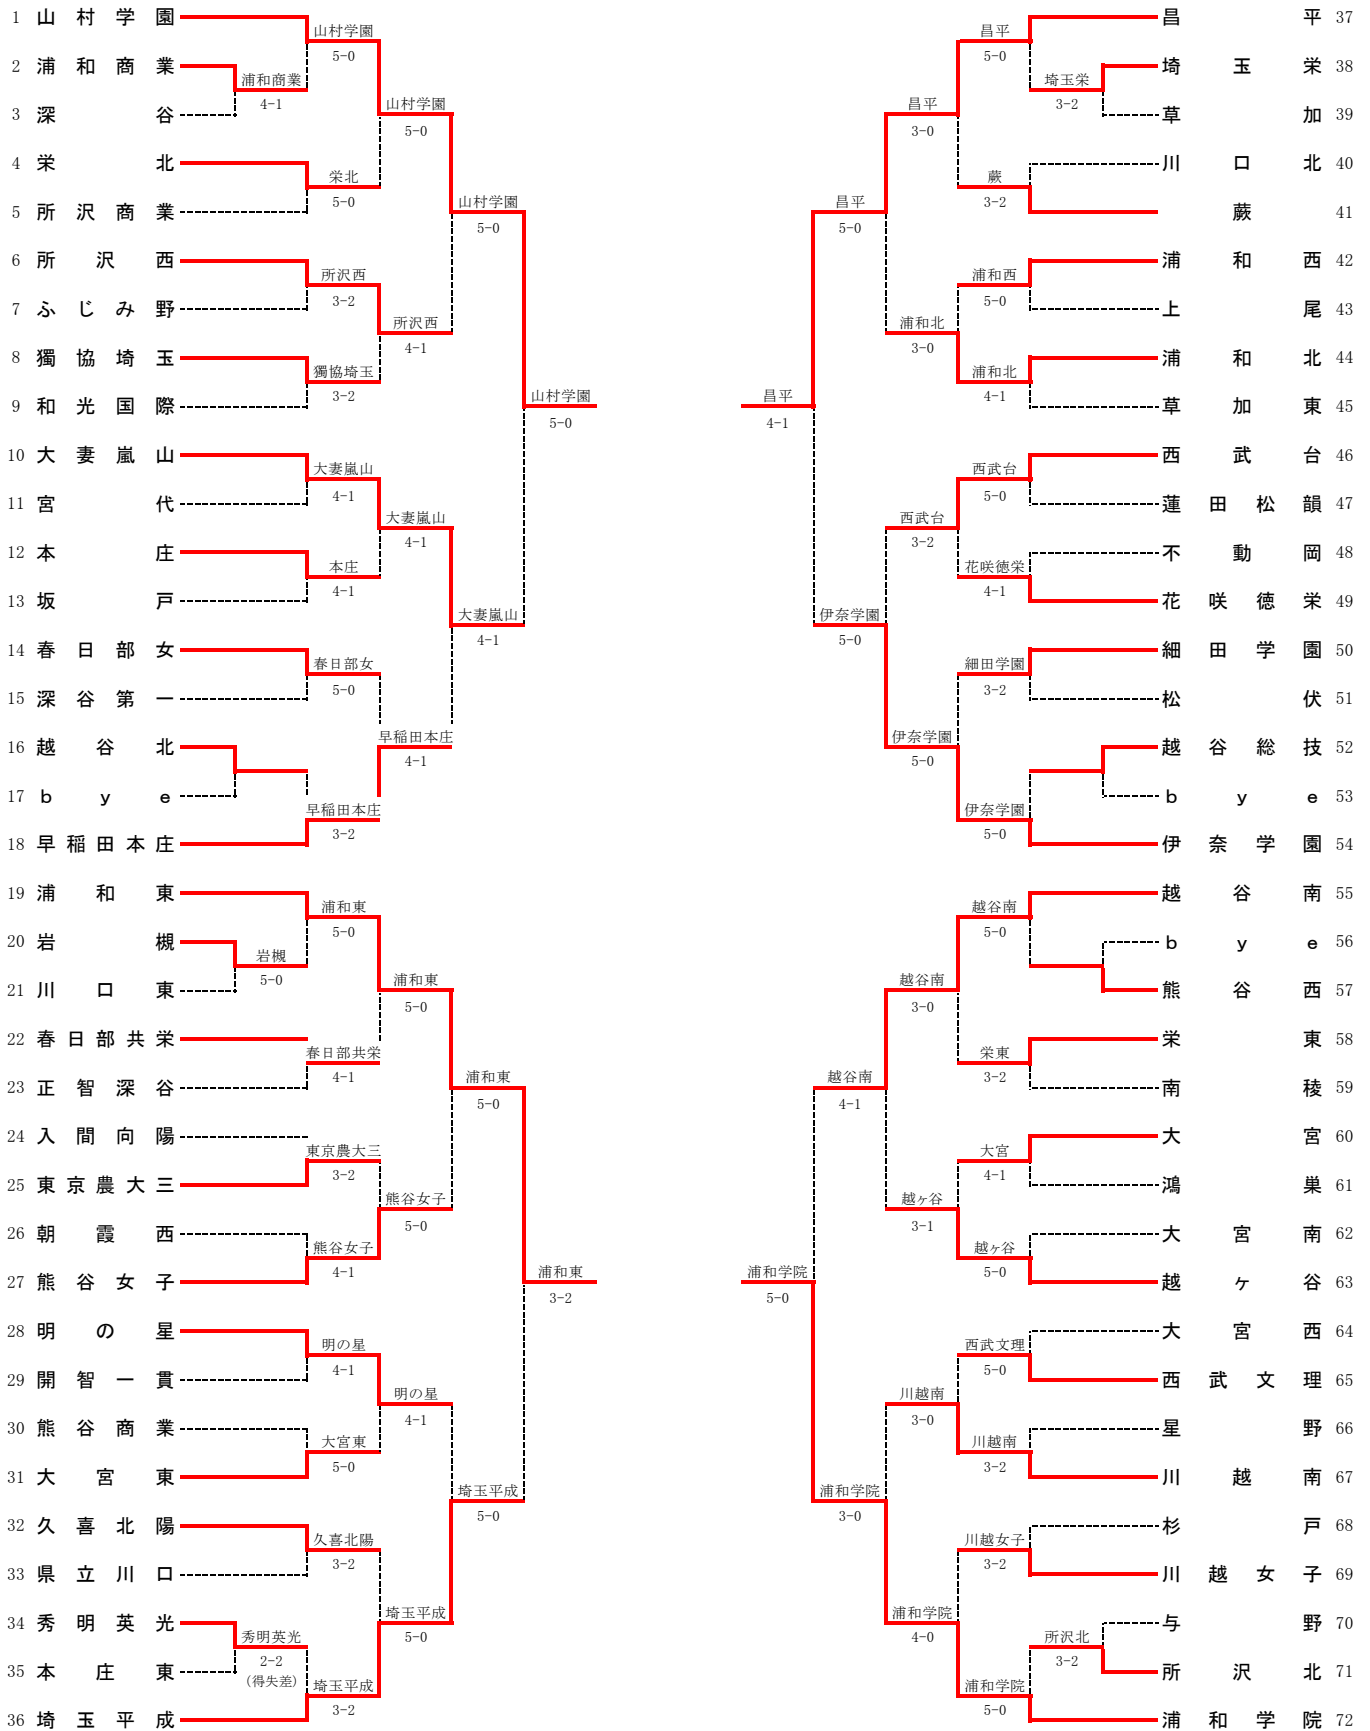 1 山村学園
2 浦和商業
3 深谷
4 栄北
5 所沢商業
6 所沢西
7 ふじみ野
8 獨協埼玉
9 和光国際
10 大妻嵐山
11 宮代
12 本庄
13 坂戸
14 春日部女
15 深谷第一
16 越谷北
17 bye
18 早稲田本庄
19 浦和東
20 岩槻
21 川口東
22 春日部共栄
23 正智深谷
24 入間向陽
25 東京農大三
26 朝霞西
27 熊谷女子
28 明の星
29 開智一貫
30 熊谷商業
31 大宮東
32 久喜北陽
33 県立川口
34 秀明英光
35 本庄東
36 埼玉平成
浦和商業
4-1
岩槻
5-0
秀明英光
2-2
(得失差)
山村学園
5-0
栄北
5-0
所沢西
3-2
獨協埼玉
3-2
大妻嵐山
4-1
本庄
4-1
春日部女
5-0
早稲田本庄
3-2
浦和東
5-0
春日部共栄
4-1
東京農大三
3-2
熊谷女子
4-1
明の星
4-1
大宮東
5-0
久喜北陽
3-2
埼玉平成
3-2
山村学園
5-0
所沢西
4-1
大妻嵐山
4-1
早稲田本庄
4-1
浦和東
5-0
熊谷女子
5-0
明の星
4-1
埼玉平成
5-0
山村学園
5-0
大妻嵐山
4-1
浦和東
5-0
埼玉平成
5-0
山村学園
5-0
浦和東
3-2
昌平
4-1
浦和学院
5-0
昌平
5-0
伊奈学園
5-0
越谷南
4-1
浦和学院
3-0
昌平
3-0
浦和北
3-0
西武台
3-2
伊奈学園
5-0
越谷南
3-0
越ヶ谷
3-1
川越南
3-0
浦和学院
4-0
昌平
5-0
蕨
3-2
浦和西
5-0
浦和北
4-1
西武台
5-0
花咲徳栄
4-1
細田学園
3-2
伊奈学園
5-0
越谷南
5-0
栄東
3-2
大宮
4-1
越ヶ谷
5-0
西武文理
5-0
川越南
3-2
川越女子
3-2
浦和学院
5-0
埼玉栄
3-2
所沢北
3-2
昌平 37
埼玉栄 38
草加 39
川口北 40
蕨 41
浦和西 42
上尾 43
浦和北 44
草加東 45
西武台 46
蓮田松韻 47
不動岡 48
花咲徳栄 49
細田学園 50
松伏 51
越谷総技 52
bye 53
伊奈学園 54
越谷南 55
bye 56
熊谷西 57
栄東 58
南稜 59
大宮 60
鴻巣 61
大宮南 62
越ヶ谷 63
大宮西 64
西武文理 65
星野 66
川越南 67
杉戸 68
川越女子 69
与野 70
所沢北 71
浦和学院 72